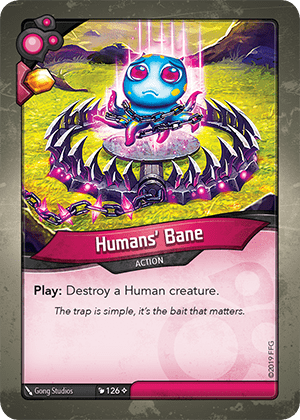 Humans’ Bane
ACTION
Play: Destroy a Human creature.
The trap is simple, it’s the bait that matters.
Gong Studios
126
©2019 FFG